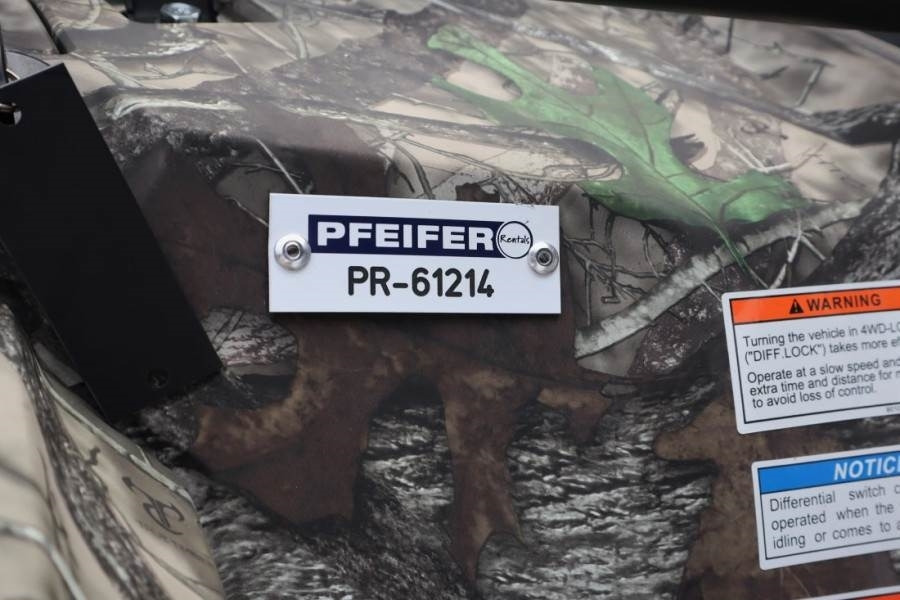 PFEIFER Rentals
PR-61214
WARNING
Turning the vehicle in 4WD-LO
("DIFF.LOCK") takes more
Operate at a slow speed and
extra time and distance for
to avoid loss of control.
NOTIC
Differential switch
operated when the
idling or comes to a